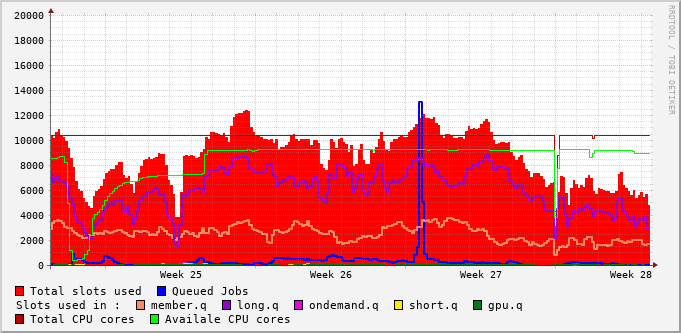 20000
18000
16000
14000
12000
10000
8000
6000
4000
2000
0
RRDTOOL / TOBI OETIKER
Week 25 Week 26 Week 27 Week 28
Total slots used Queued Jobs
Slots used in : member.q long.q ondemand.q short.q gpu.q
Total CPU cores Availale CPU cores